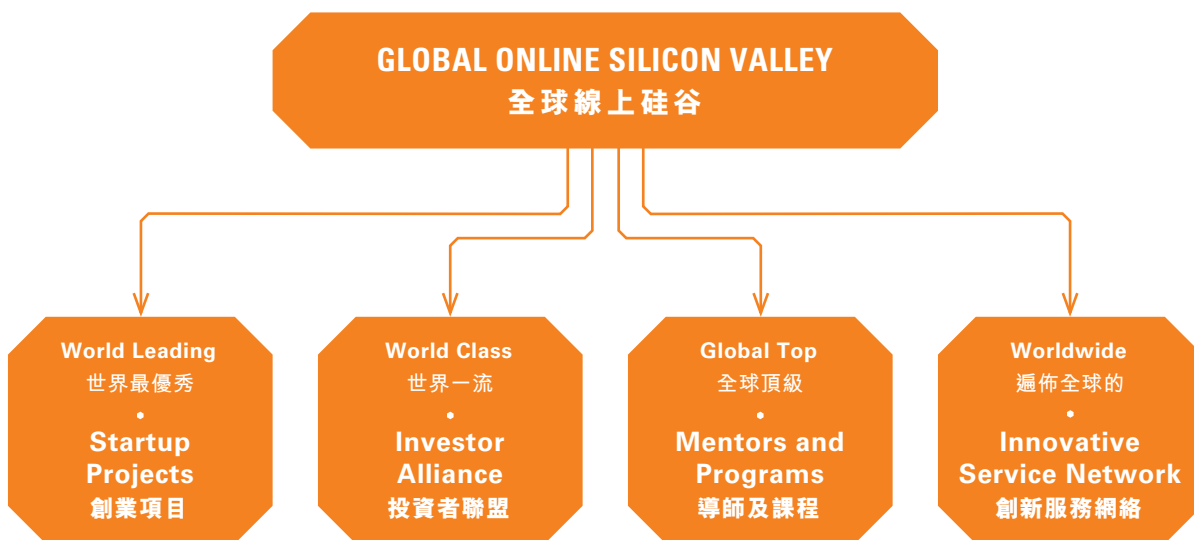 GLOBAL ONLINE SILICON VALLEY
全球線上硅谷
World Leading
世界最優秀
Startup
Projects
創業項目
World Class
世界一流
Investor
Alliance
投資者聯盟
Global Top
全球頂級
Mentors and
Programs
導師及課程
Worldwide
遍佈全球的
Innovative
Service Network
創新服務網絡